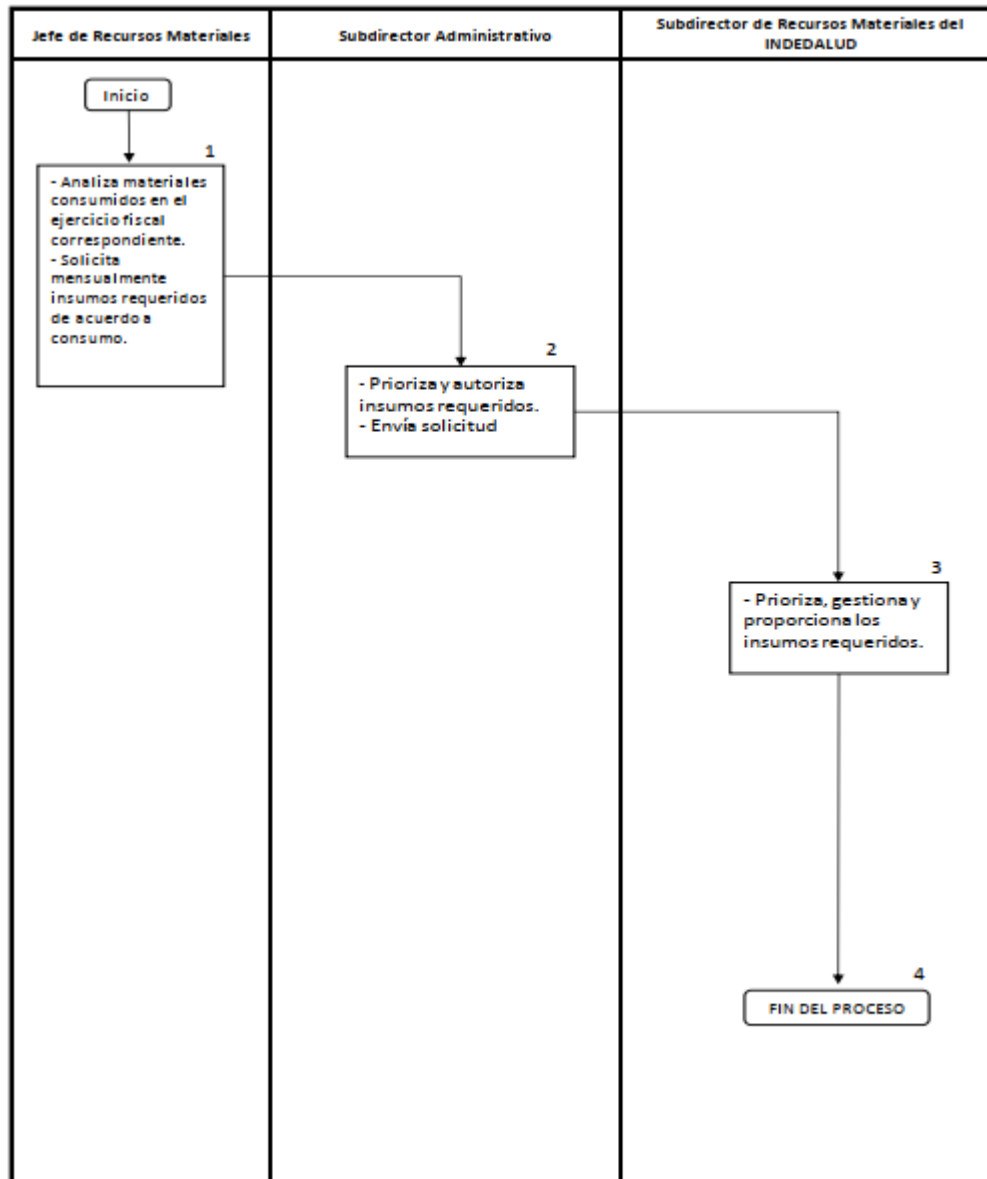 Jefe de Recursos Materiales
Subdirector Administrativo
Subdirector de Recursos Materiales del
INDEDALUD
Inicio
1
- Analiza materiales
consumidos en el
ejercicio fiscal
correspondiente.
- Solicita
mensualmente
insumos requeridos
de acuerdo a
consumo.
2
- Prioriza y autoriza
insumos requeridos.
- Envía solicitud
3
- Prioriza, gestiona y
proporciona los
insumos requeridos.
4
FIN DEL PROCESO